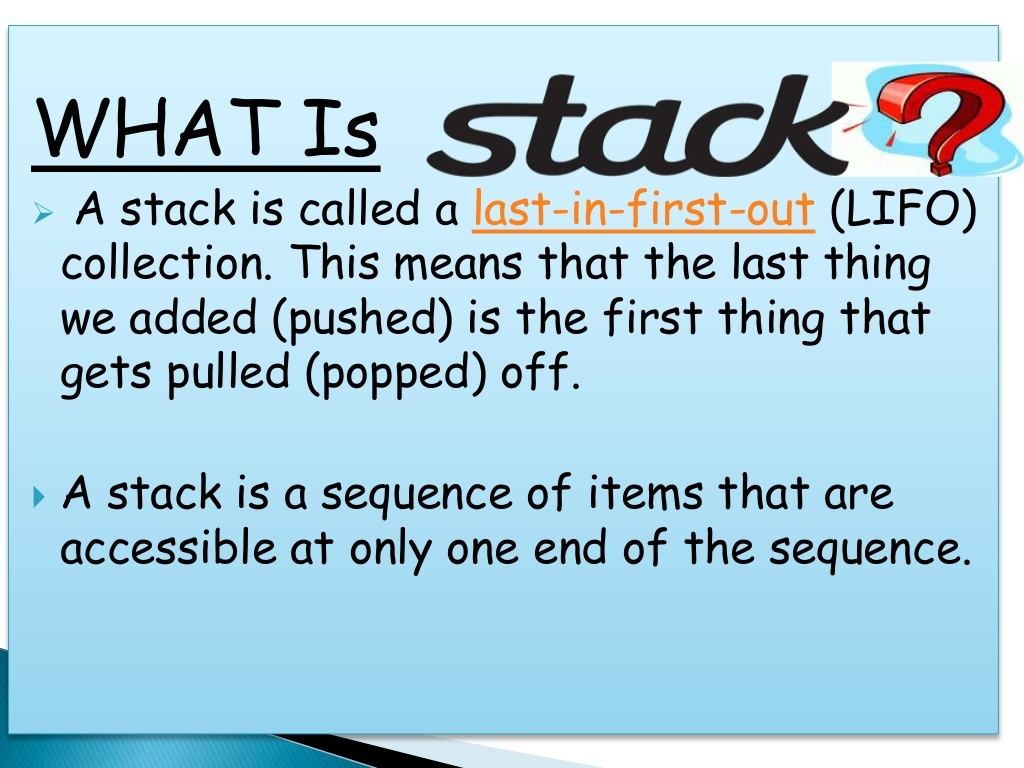 WHAT Is stack?
A stack is called a last-in-first-out (LIFO)
collection. This means that the last thing
we added (pushed) is the first thing that
gets pulled (popped) off.
A stack is a sequence of items that are
accessible at only one end of the sequence.